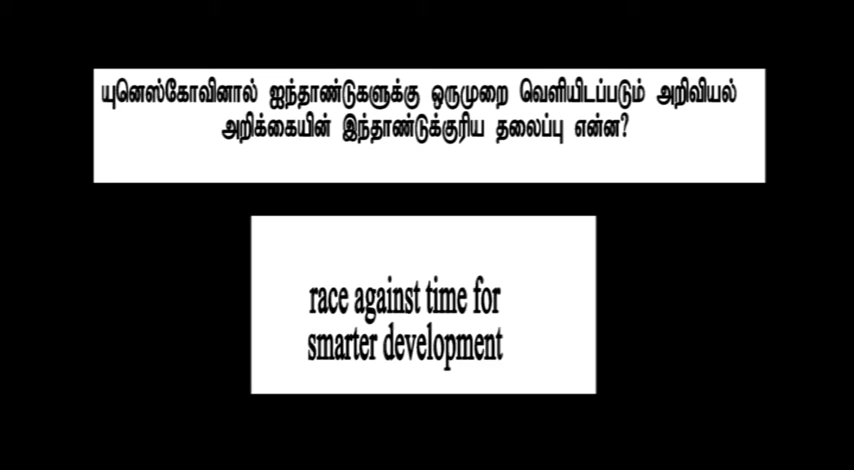 யுனெஸ்கோவினால் ஐந்தாண்டுகளுக்கு ஒருமுறை வெளியிடப்படும் அறிவியல்
அறிக்கையின் இந்தாண்டுக்குரிய தலைப்பு என்ன?
race against time for
smarter development